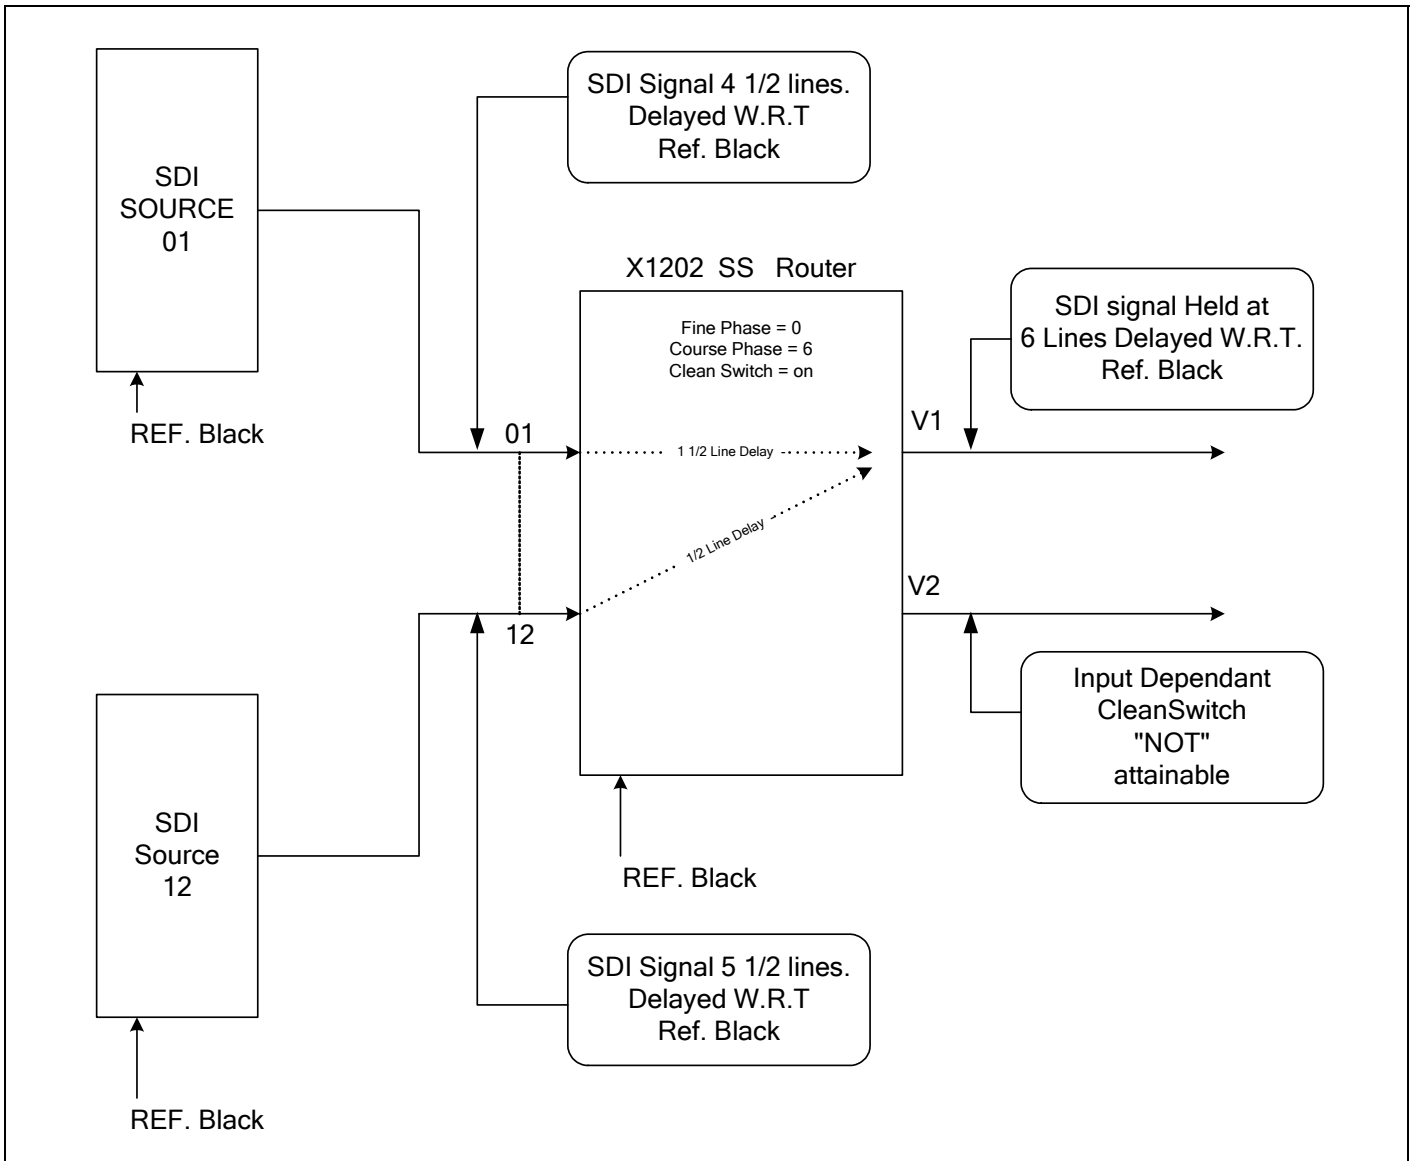 SDI
SOURCE
01
REF. Black
SDI Signal 4 1/2 lines.
Delayed W.R.T
Ref. Black
X1202 SS Router
Fine Phase = 0
Course Phase = 6
Clean Switch = on
SDI signal Held at
6 Lines Delayed W.R.T.
Ref. Black
01
1 1/2 Line Delay
V1
1/2 Line Delay
12
V2
Input Dependant
CleanSwitch
"NOT"
attainable
SDI
Source
12
REF. Black
REF. Black
SDI Signal 5 1/2 lines.
Delayed W.R.T
Ref. Black